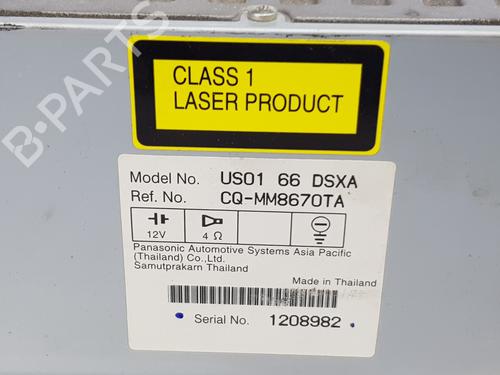 B-PARTS
CLASS 1
LASER PRODUCT
Model No. US01 66 DSXA
Ref. No. CQ-MM8670TA
12V 4 Ω
Panasonic Automotive Systems Asia Pacific
(Thailand) Co.,Ltd.
Samutprakarn Thailand
Made in Thailand
Serial No. 1208982